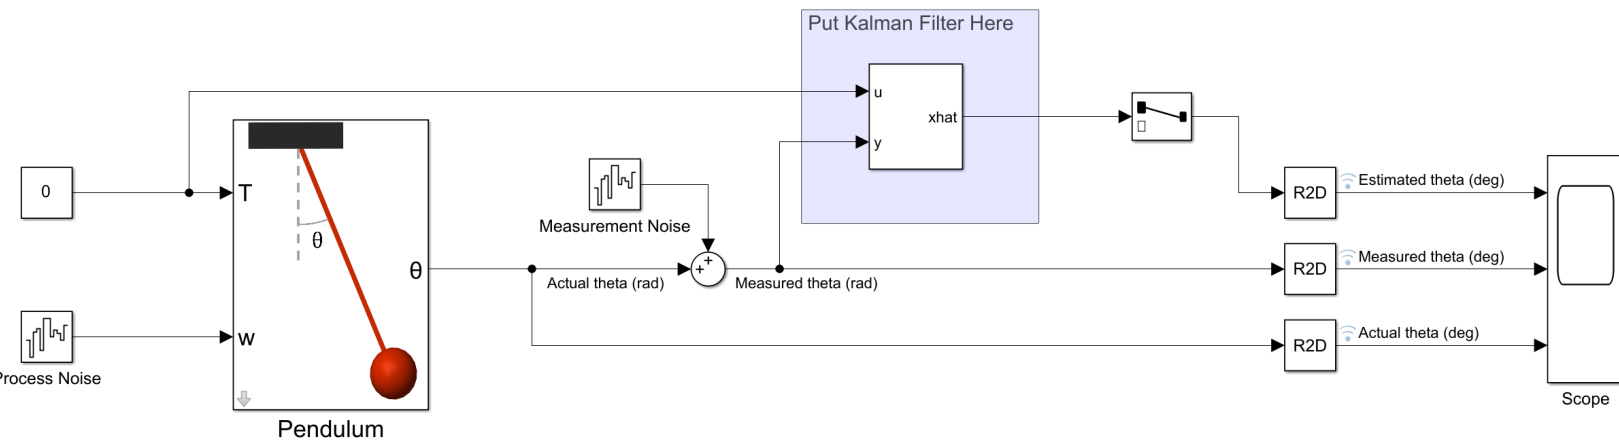 Put Kalman Filter Here
u
xhat
y
0
T
θ
θ
w
Process Noise
Pendulum
Measurement Noise
+
+
Actual theta (rad)
Measured theta (rad)
R2D
Estimated theta (deg)
R2D
Measured theta (deg)
R2D
Actual theta (deg)
Scope